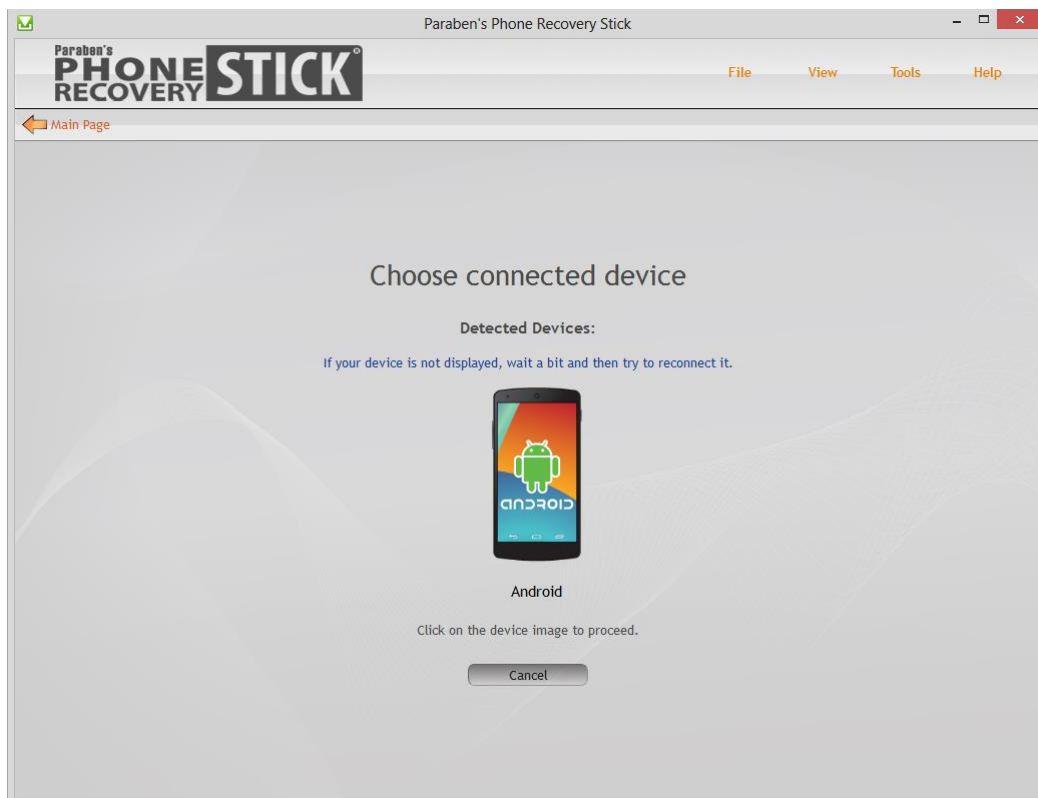 Paraben's Phone Recovery Stick
Paraben's
PHONE
RECOVERY STICK®
File View Tools Help
Main Page
Choose connected device
Detected Devices:
If your device is not displayed, wait a bit and then try to reconnect it.
ANDROID
Android
Click on the device image to proceed.
Cancel